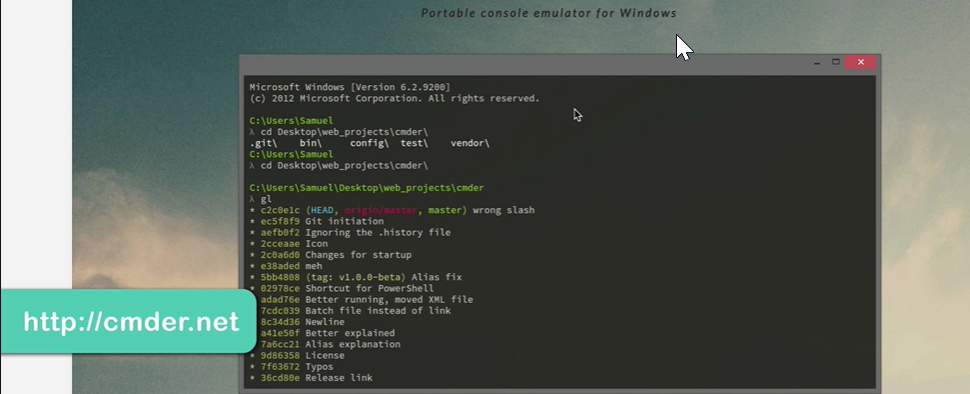 Portable console emulator for Windows
Microsoft Windows [Version 6.2.9200]
(c) 2012 Microsoft Corporation. All rights reserved.
C:\Users\Samuel
λ cd Desktop\web_projects\cmder\
.git\ bin\ config\ test\ vendor\
C:\Users\Samuel
λ cd Desktop\web_projects\cmder\
C:\Users\Samuel\Desktop\web_projects\cmder
λ gl
* c2c0e1c (HEAD, origin/master, master) wrong slash
* ec5f8f9 Git initiation
* aefb0f2 Ignoring the .history file
* 2cceaae Icon
* 2c0a6d0 Changes for startup
* e38aded meh
* 5bb4808 (tag: v1.0.0-beta) Alias fix
* 02978ce Shortcut for PowerShell
adad76e Better running, moved XML file
7cdc039 Batch file instead of link
8c34d36 Newline
a41e50f Better explained
7a6cc21 Alias explanation
* 9d86358 License
* 7f63672 Typos
* 36cd80e Release link
http://cmder.net